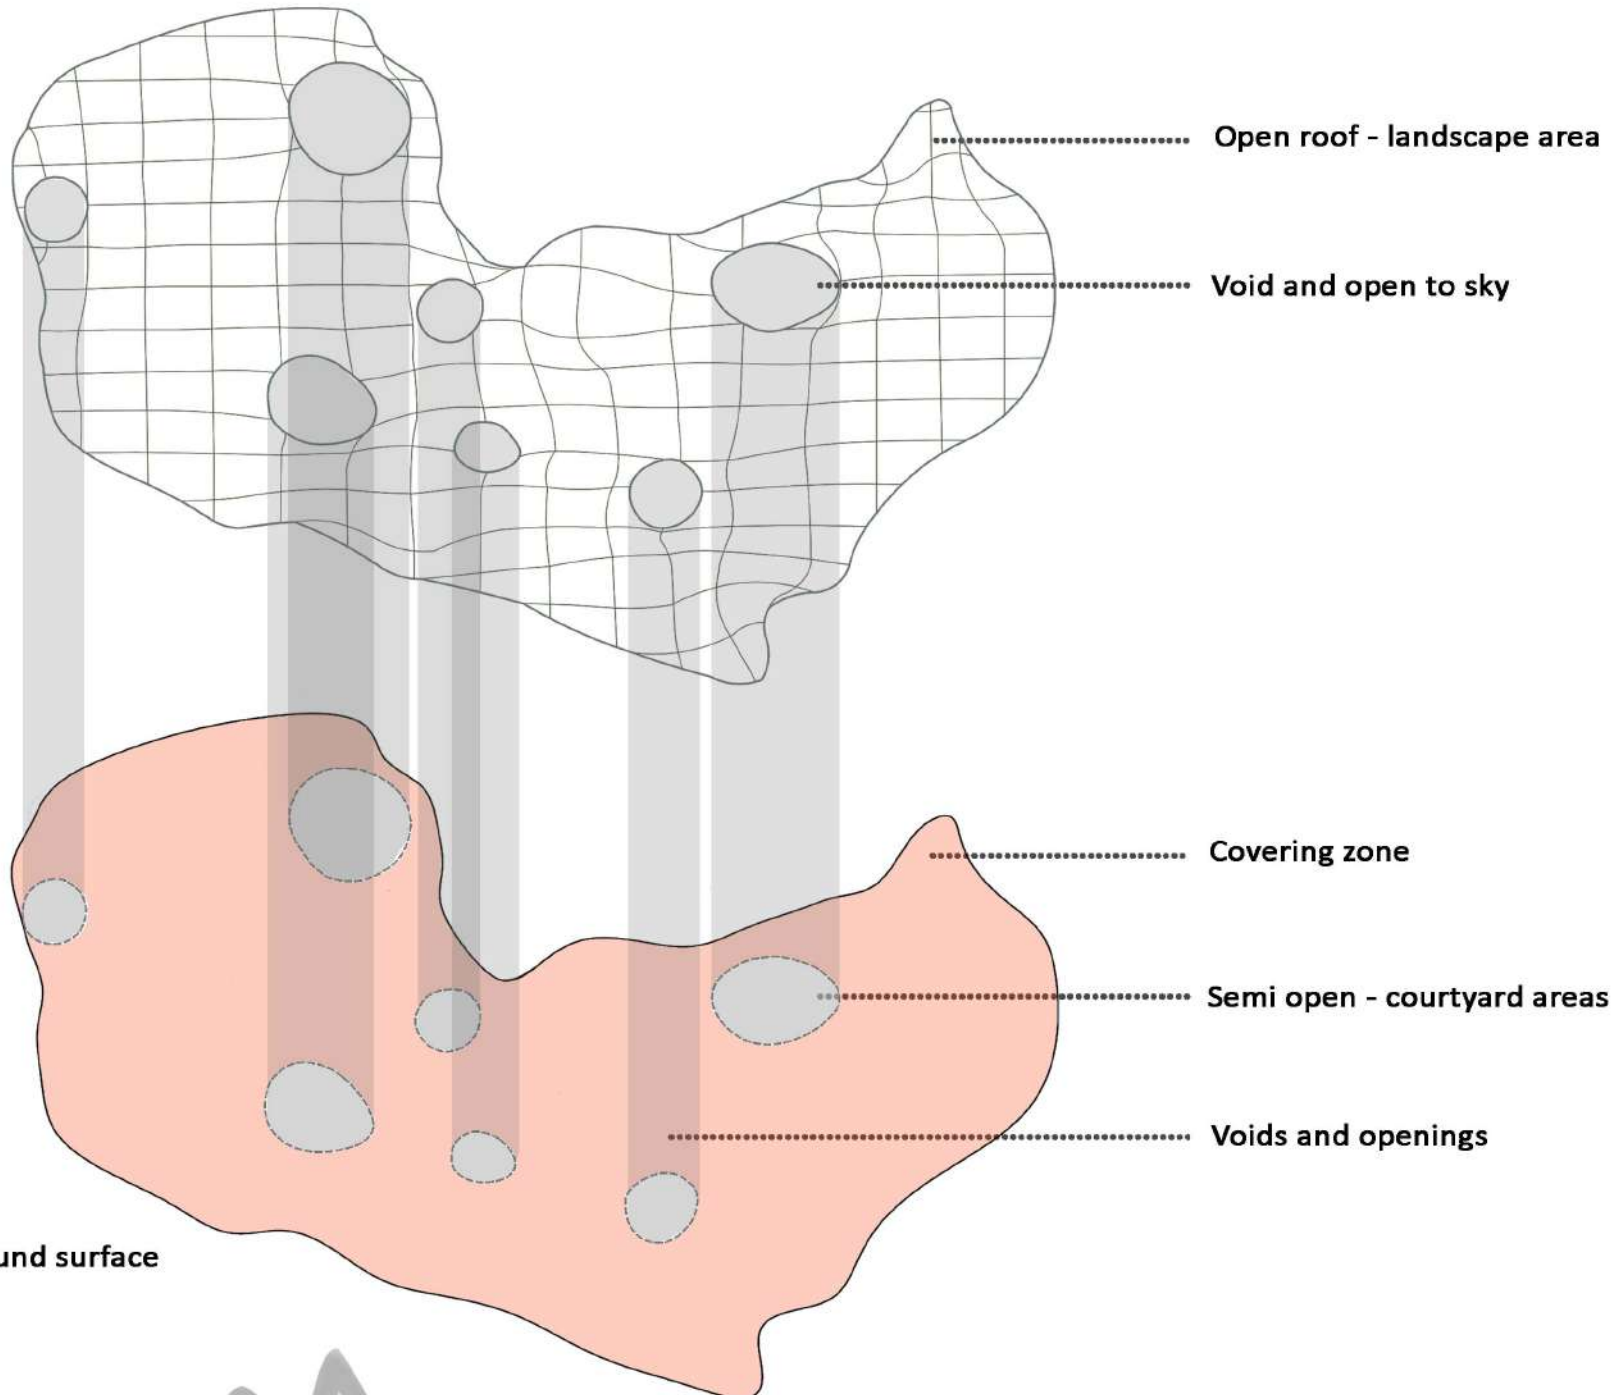 Open roof - landscape area
Void and open to sky
Covering zone
Semi open - courtyard areas
Voids and openings
surface